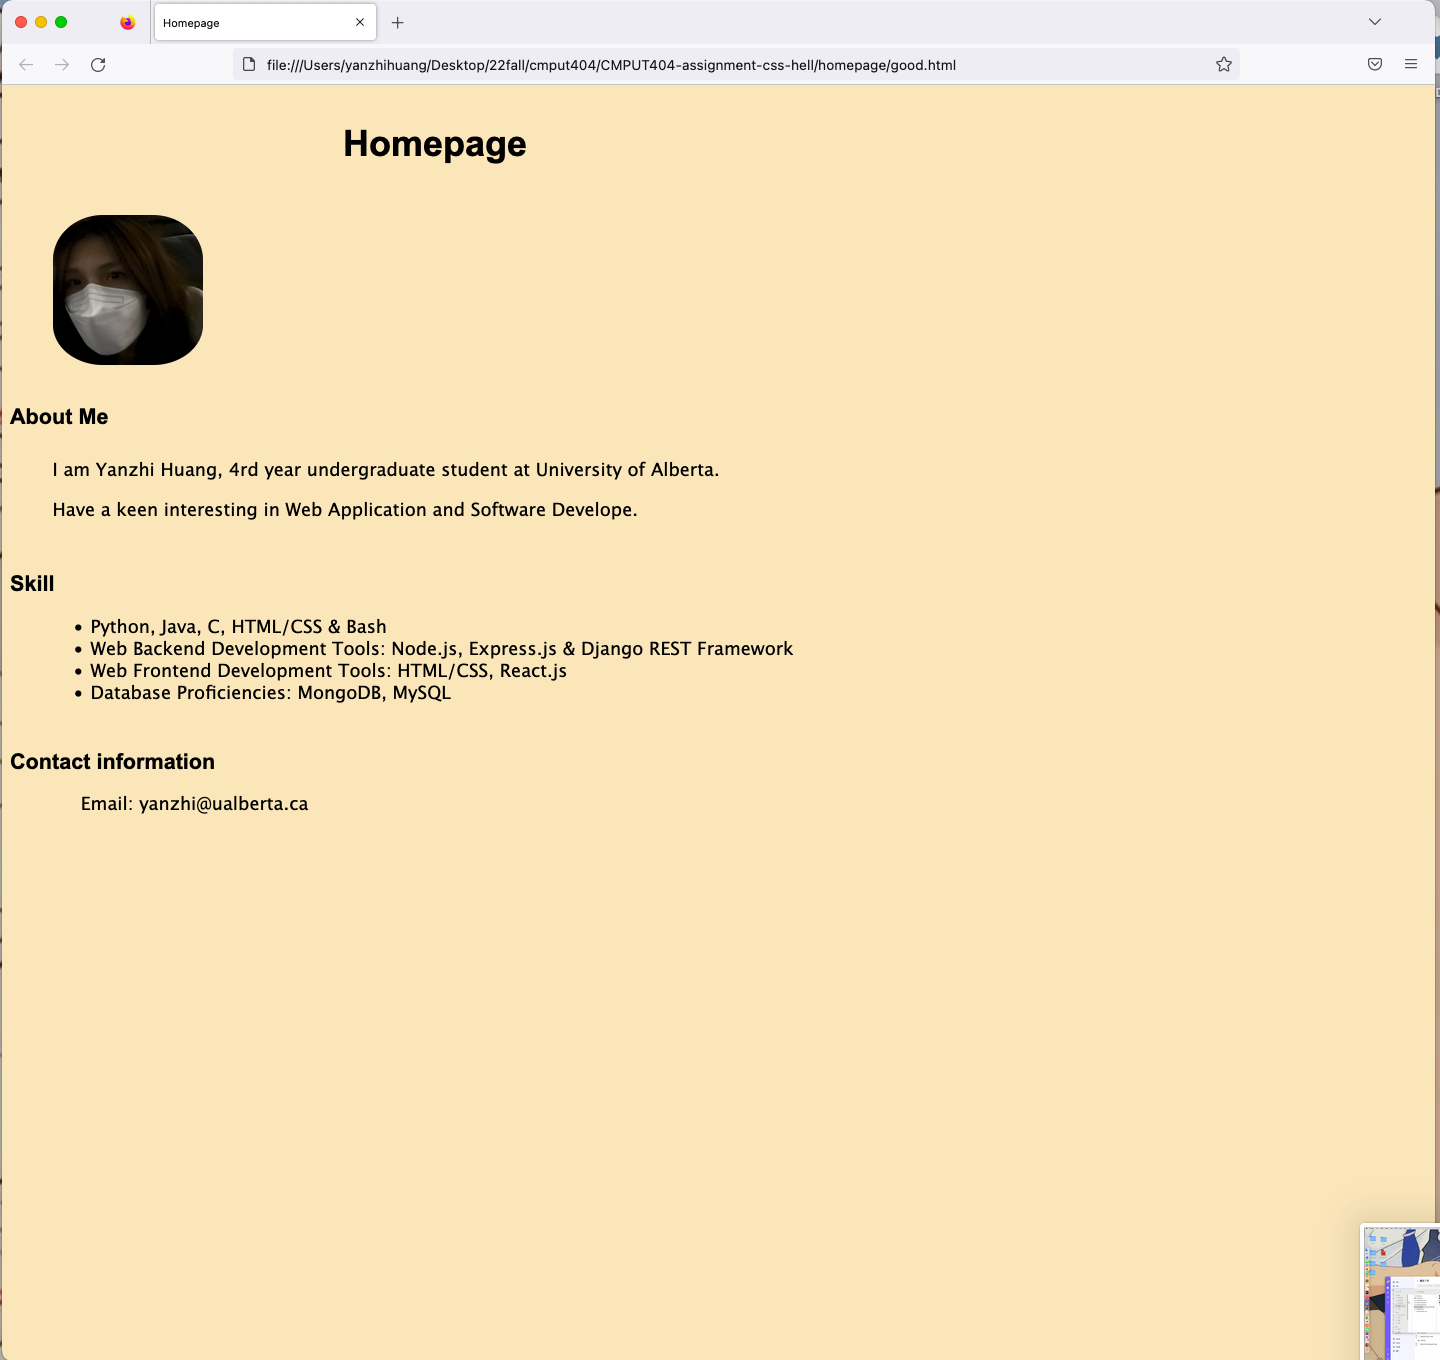 Homepage
file:///Users/yanzhihuang/Desktop/22fall/cmput404/CMPUT404-assignment-css-hell/homepage/good.html
Homepage
About Me
I am Yanzhi Huang, 4rd year undergraduate student at University of Alberta.
Have a keen interesting in Web Application and Software Develope.
Skill
• Python, Java, C, HTML/CSS & Bash
• Web Backend Development Tools: Node.js, Express.js & Django REST Framework
• Web Frontend Development Tools: HTML/CSS, React.js
• Database Proficiencies: MongoDB, MySQL
Contact information
Email: yanzhi@ualberta.ca